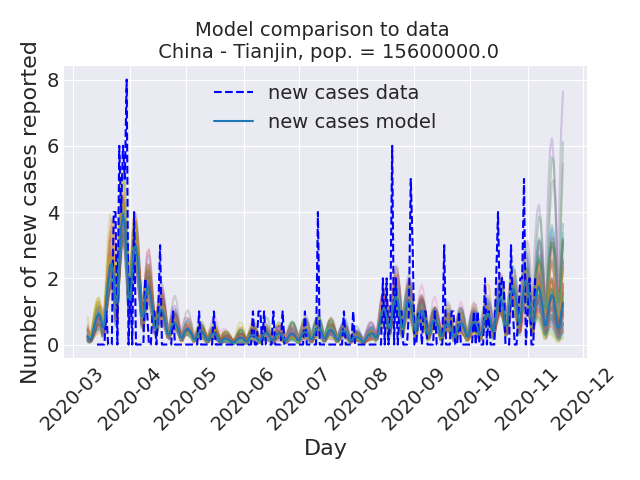 Model comparison to data
China - Tianjin, pop. = 15600000.0
new cases data
new cases model
Number of new cases reported
8
6
4
2
0
2020-03
2020-04
2020-05
2020-06
2020-07
2020-08
2020-09
2020-10
2020-11
2020-12
Day